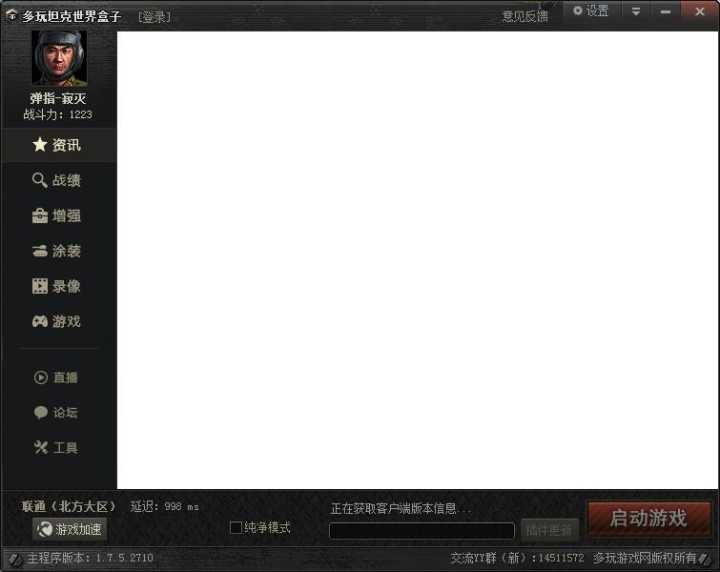 多玩坦克世界盒子 [登录] 意见反馈 设置
弹指-寂灭
战斗力: 1223
资讯
战绩
增强
涂装
录像
游戏
直播
论坛
工具
联通（北方大区） 延迟: 998 ms
正在获取客户端版本信息...
游戏加速
纯净模式
插件更新
启动游戏
主程序版本: 1.7.5.2710
交流YY群（新）:14511572 多玩游戏网版权所有